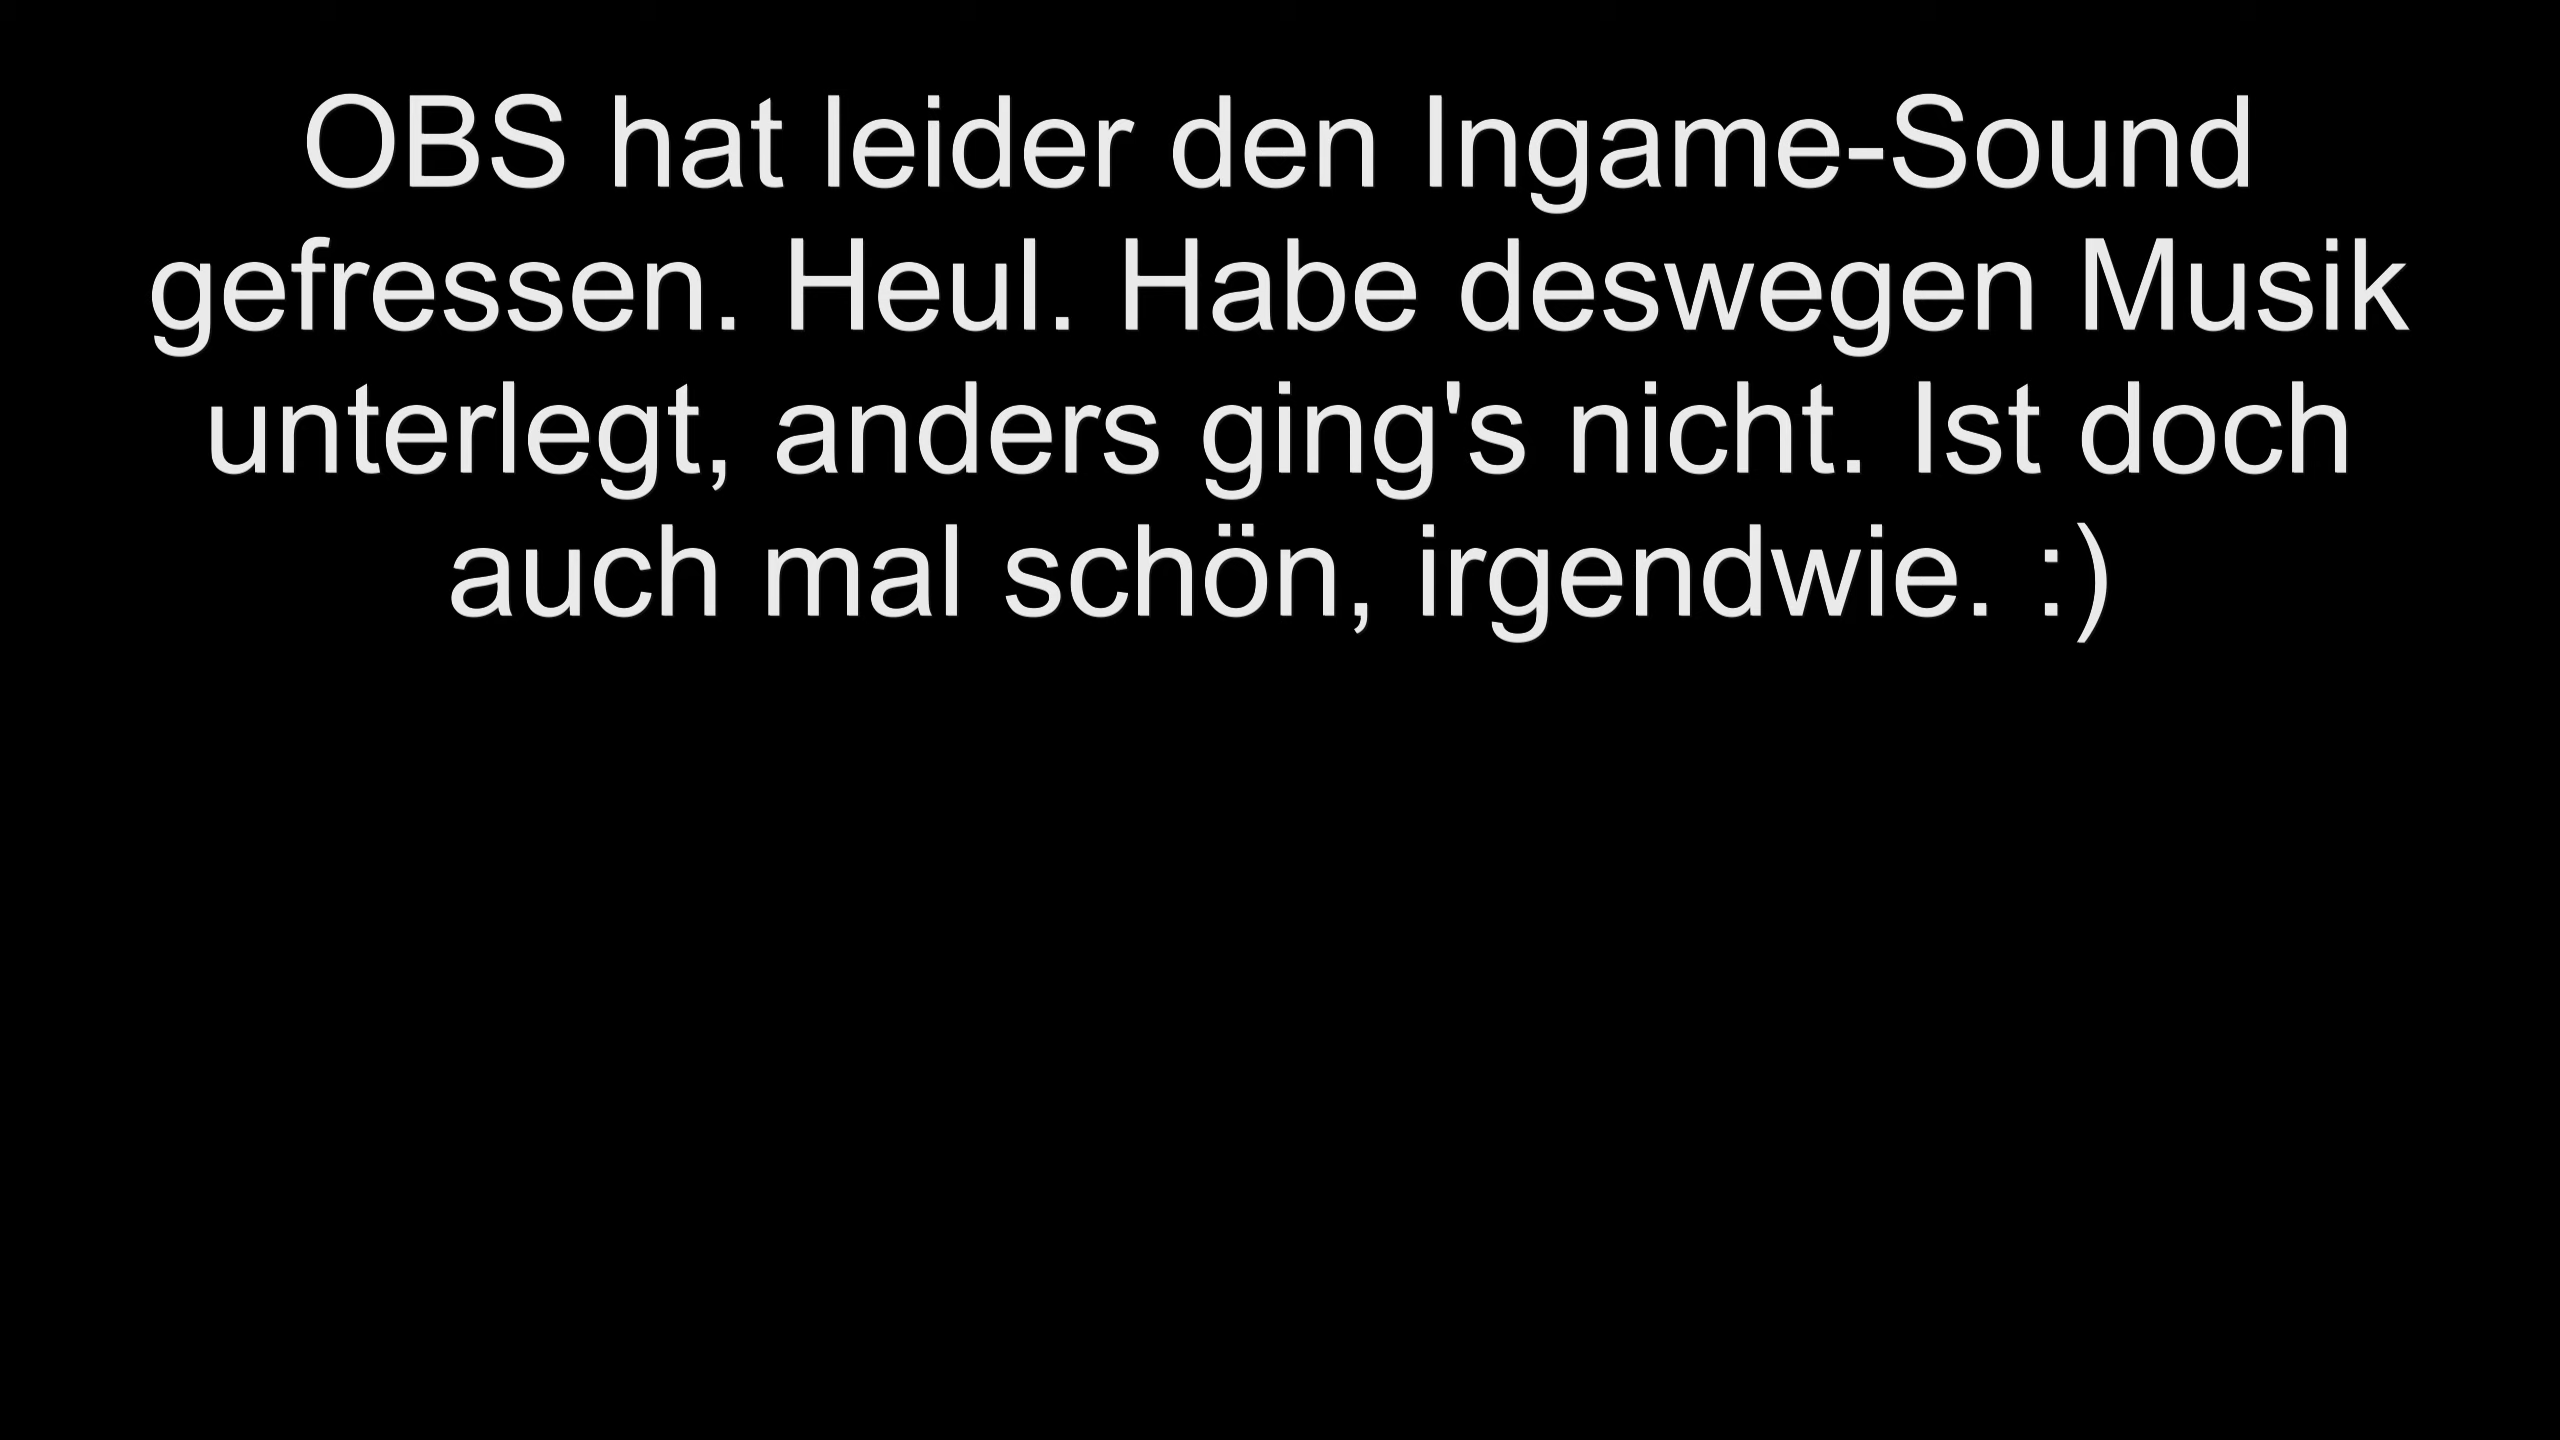 OBS hat leider den Ingame-Sound
gefressen. Heul. Habe deswegen Musik
unterlegt, anders ging's nicht. Ist doch
auch mal schön, irgendwie. :)